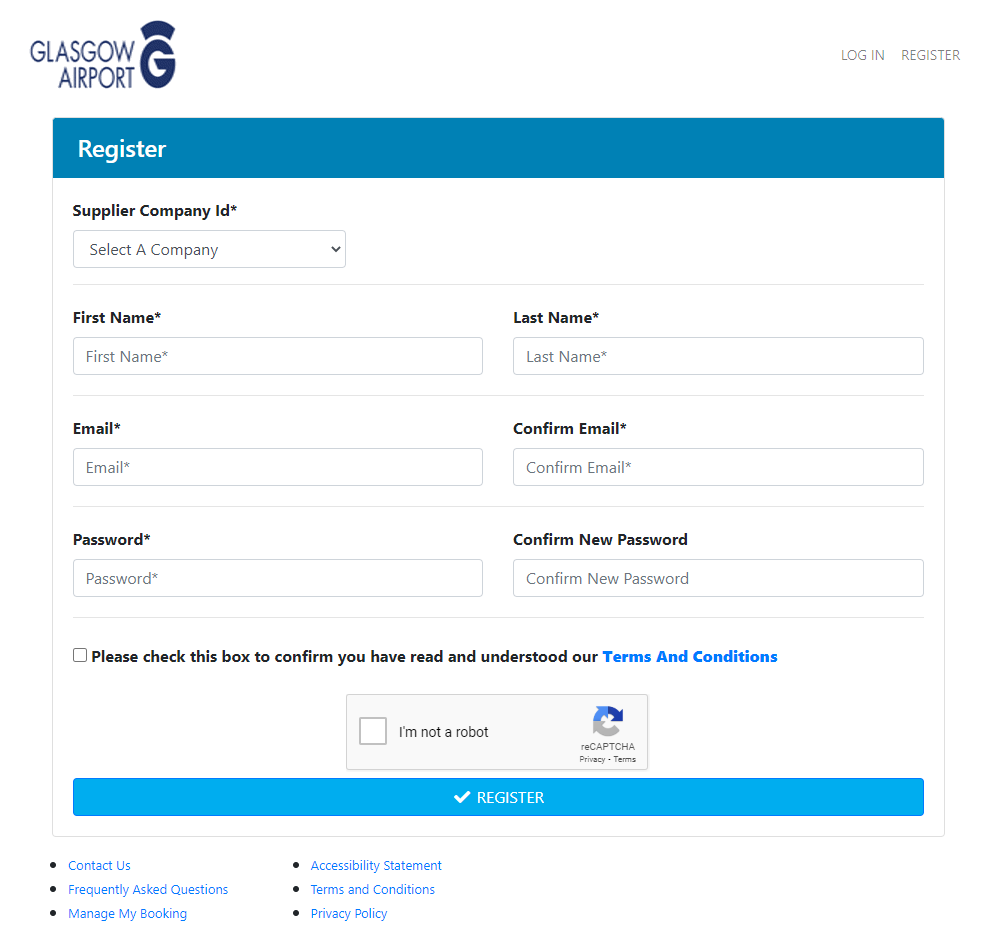 GLASGOW
AIRPORT
G
LOG IN REGISTER
Register
Supplier Company Id*
Select A Company
First Name* Last Name*
First Name* Last Name*
Email* Confirm Email*
Email* Confirm Email*
Password* Confirm New Password
Password* Confirm New Password
Please check this box to confirm you have read and understood our Terms And Conditions
I'm not a robot
reCAPTCHA
Privacy - Terms
REGISTER
Contact Us Accessibility Statement
Frequently Asked Questions Terms and Conditions
Manage My Booking Privacy Policy